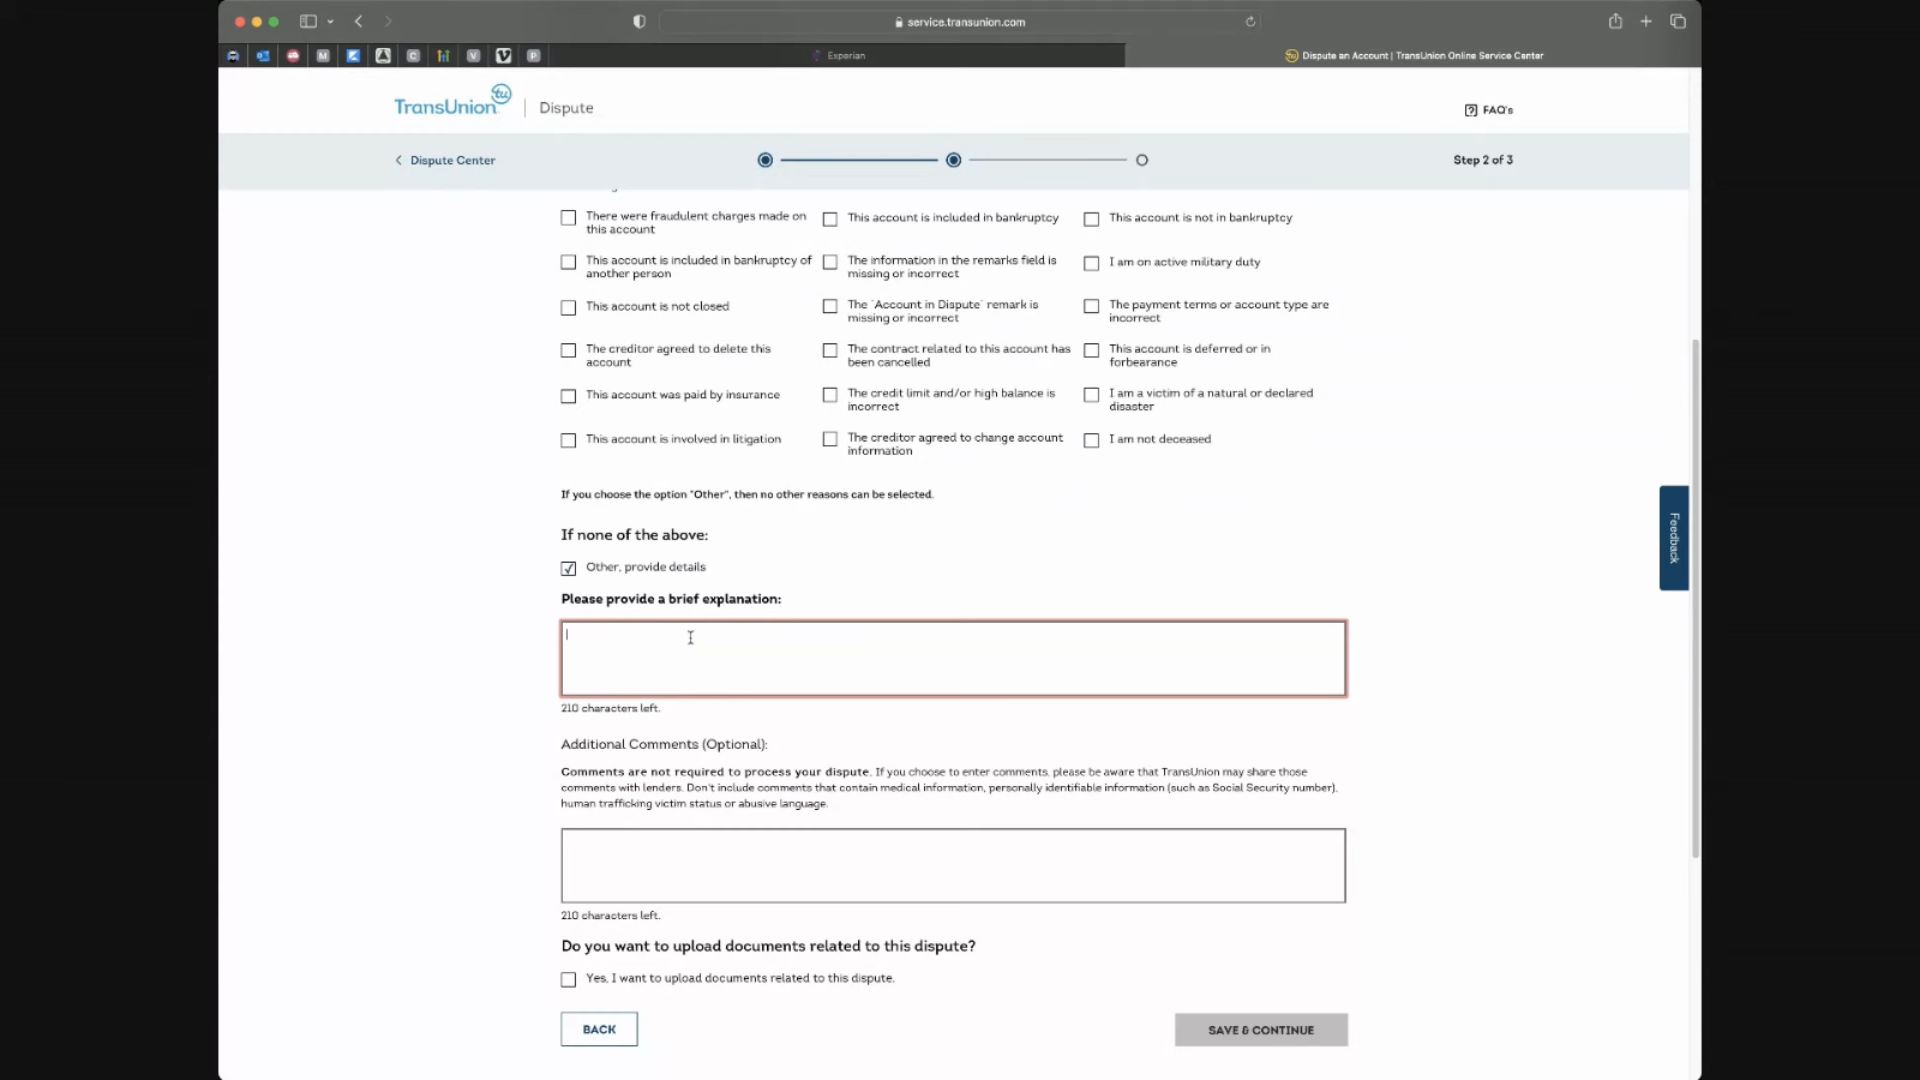 service.transunion.com
M
C
V
P
Experian
Dispute an Account | TransUnion Online Service Center
TransUnion tu
Dispute
FAQ's
Dispute Center
Step 2 of 3
There were fraudulent charges made on
this account
This account is included in bankruptcy
This account is not in bankruptcy
This account is included in bankruptcy of
another person
The information in the remarks field is
missing or incorrect
I am on active military duty
This account is not closed
The `Account in Dispute` remark is
missing or incorrect
The payment terms or account type are
incorrect
The creditor agreed to delete this
account
The contract related to this account has
been cancelled
This account is deferred or in
forbearance
This account was paid by insurance
The credit limit and/or high balance is
incorrect
I am a victim of a natural or declared
disaster
This account is involved in litigation
The creditor agreed to change account
information
I am not deceased
If you choose the option "Other", then no other reasons can be selected.
If none of the above:
Other, provide details
Please provide a brief explanation:
210 characters left.
Additional Comments (Optional):
Comments are not required to process your dispute. If you choose to enter comments, please be aware that TransUnion may share those
comments with lenders. Don't include comments that contain medical information, personally identifiable information (such as Social Security number),
human trafficking victim status or abusive language.
210 characters left.
Do you want to upload documents related to this dispute?
Yes, I want to upload documents related to this dispute.
BACK
SAVE & CONTINUE
Feedback